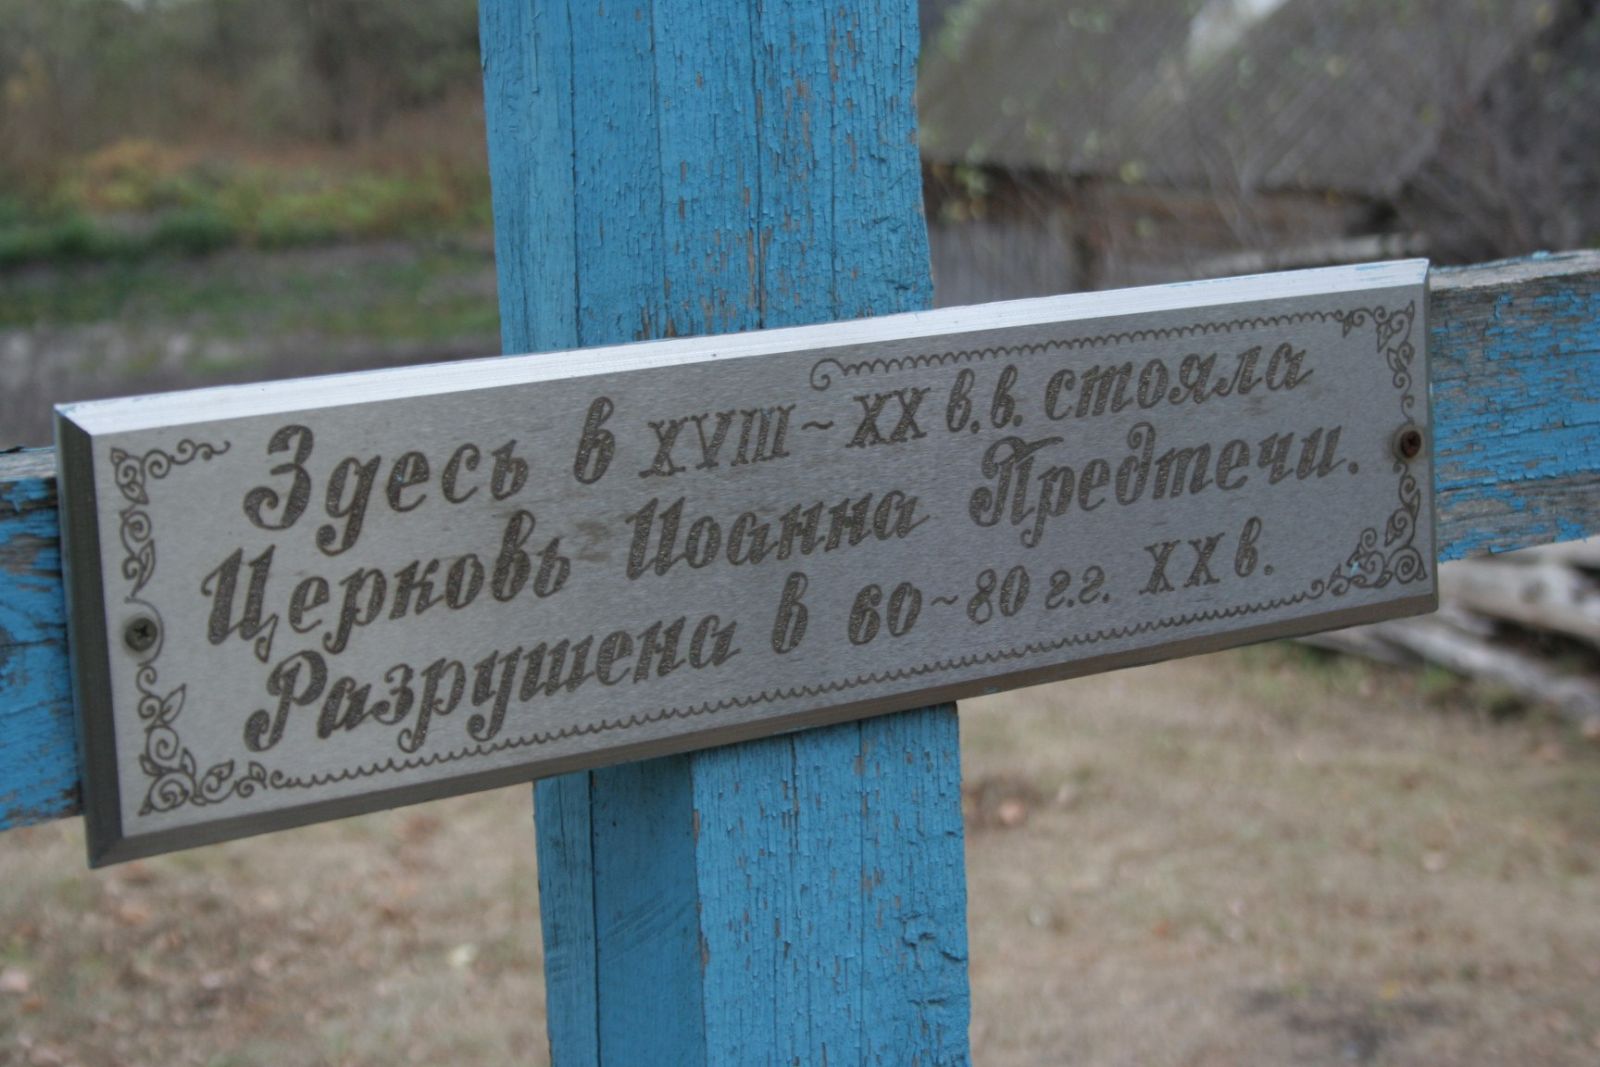 Здесь в XVIII~XX в.в. стояла
Церковь Иоанна Предтечи.
Разрушена в 60~80 г.г. XX в.